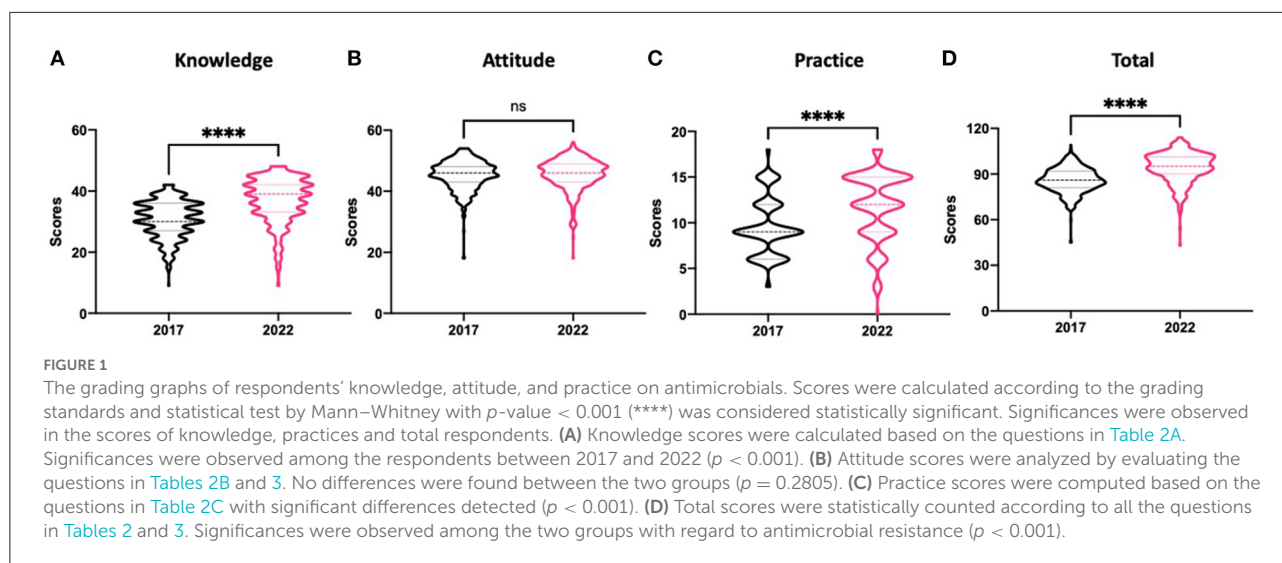 A Knowledge B Attitude C Practice D Total
60 **** 60 ns 20 **** 120 ****
40 40 15 90
Scores Scores Scores Scores
10 60
20 20
5 30
0 0 0 0
2017 2022 2017 2022 2017 2022 2017 2022
FIGURE 1
The grading graphs of respondents’ knowledge, attitude, and practice on antimicrobials. Scores were calculated according to the grading
standards and statistical test by Mann–Whitney with p-value < 0.001 (****) was considered statistically significant. Significances were observed
in the scores of knowledge, practices and total respondents. (A) Knowledge scores were calculated based on the questions in Table 2A.
Significances were observed among the respondents between 2017 and 2022 (p < 0.001). (B) Attitude scores were analyzed by evaluating the
questions in Tables 2B and 3. No differences were found between the two groups (p = 0.2805). (C) Practice scores were computed based on the
questions in Table 2C with significant differences detected (p < 0.001). (D) Total scores were statistically counted according to all the questions
in Tables 2 and 3. Significances were observed among the two groups with regard to antimicrobial resistance (p < 0.001).